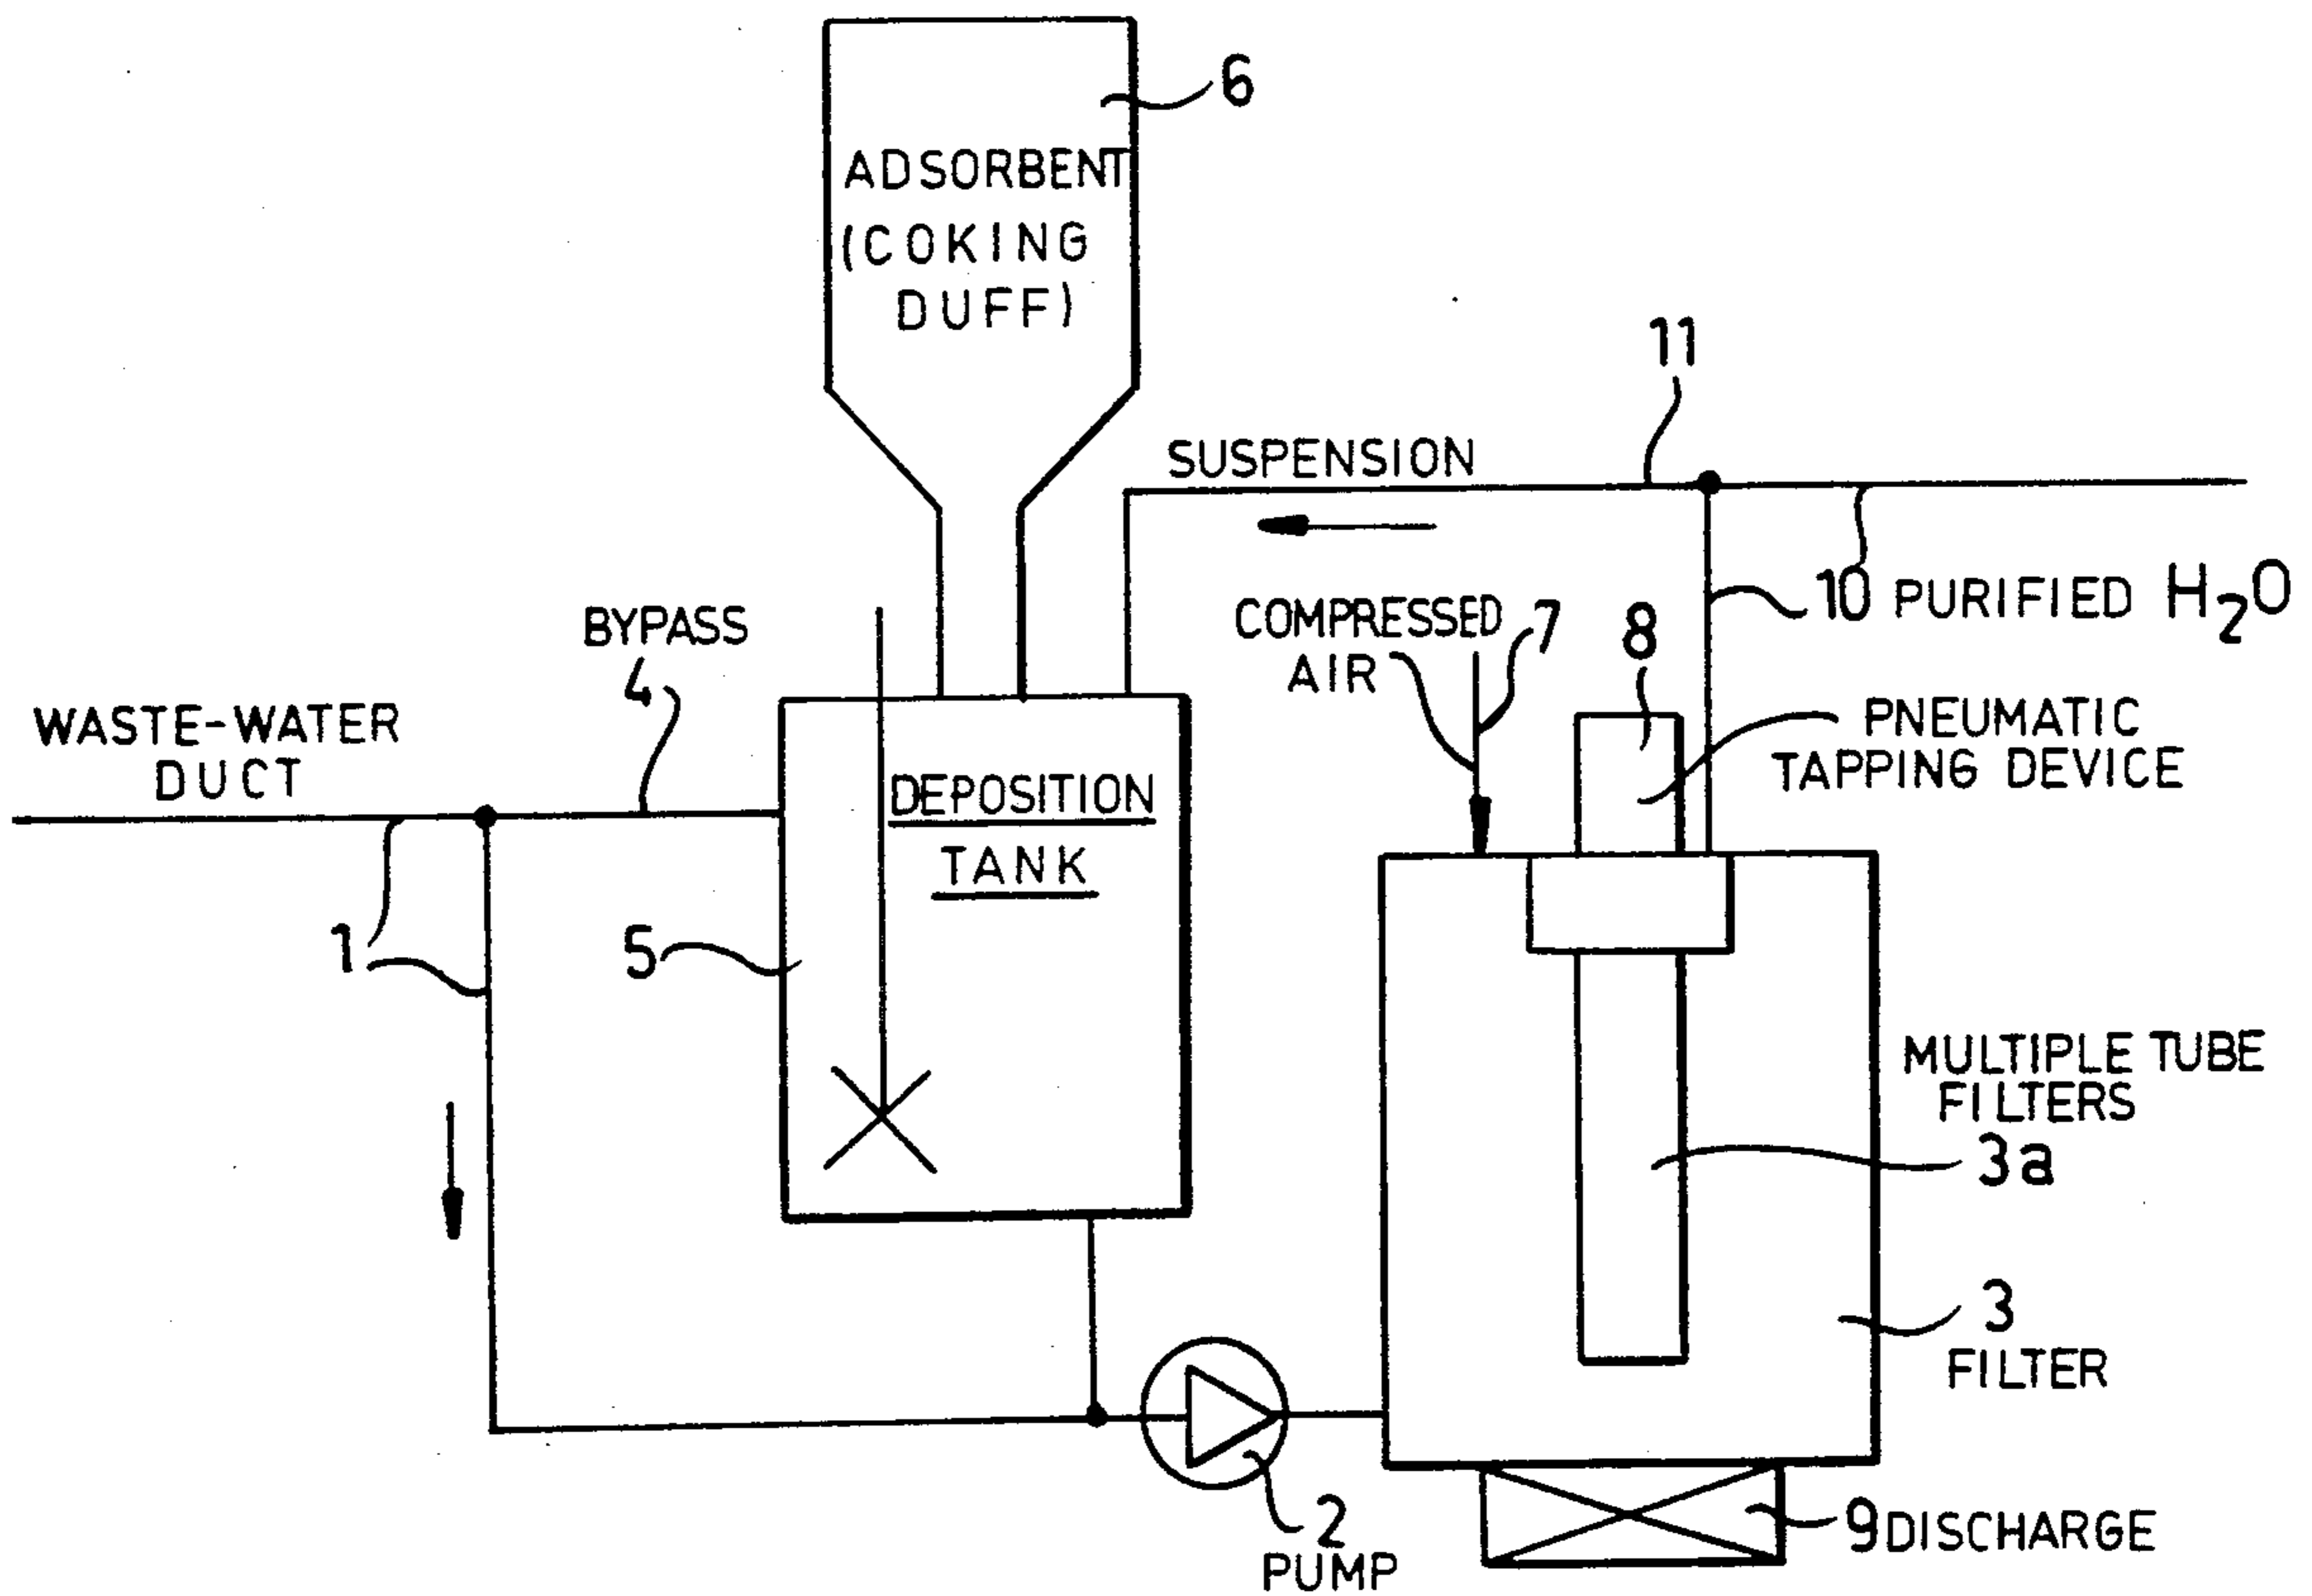 6
ADSORBENT
(COKING
DUFF)
11
SUSPENSION
10 PURIFIED H2O
COMPRESSED
AIR
7
8
BYPASS
4
WASTE-WATER
DUCT
PNEUMATIC
TAPPING DEVICE
DEPOSITION
TANK
1
5
MULTIPLE TUBE
FILTERS
3a
3
FILTER
2
PUMP
9 DISCHARGE